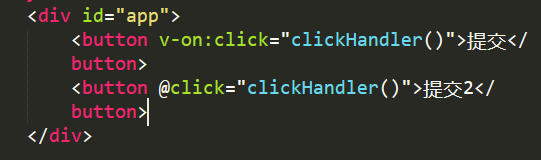 <div id="app">
<button v-on:click="clickHandler()">提交</
button>
<button @click="clickHandler()">提交2</
button>
</div>